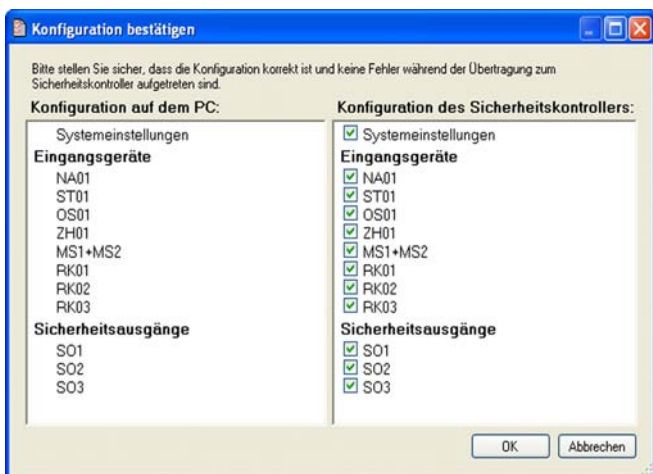 Konfiguration bestätigen
Bitte stellen Sie sicher, dass die Konfiguration korrekt ist und keine Fehler während der Übertragung zum
Sicherheitskontroller aufgetreten sind.
Konfiguration auf dem PC:
Systemeinstellungen
Eingangsgeräte
NA01
ST01
OS01
ZH01
MS1+MS2
RK01
RK02
RK03
Sicherheitsausgänge
SO1
SO2
SO3
Konfiguration des Sicherheitskontrollers:
Systemeinstellungen
Eingangsgeräte
NA01
ST01
OS01
ZH01
MS1+MS2
RK01
RK02
RK03
Sicherheitsausgänge
SO1
SO2
SO3
OK
Abbrechen